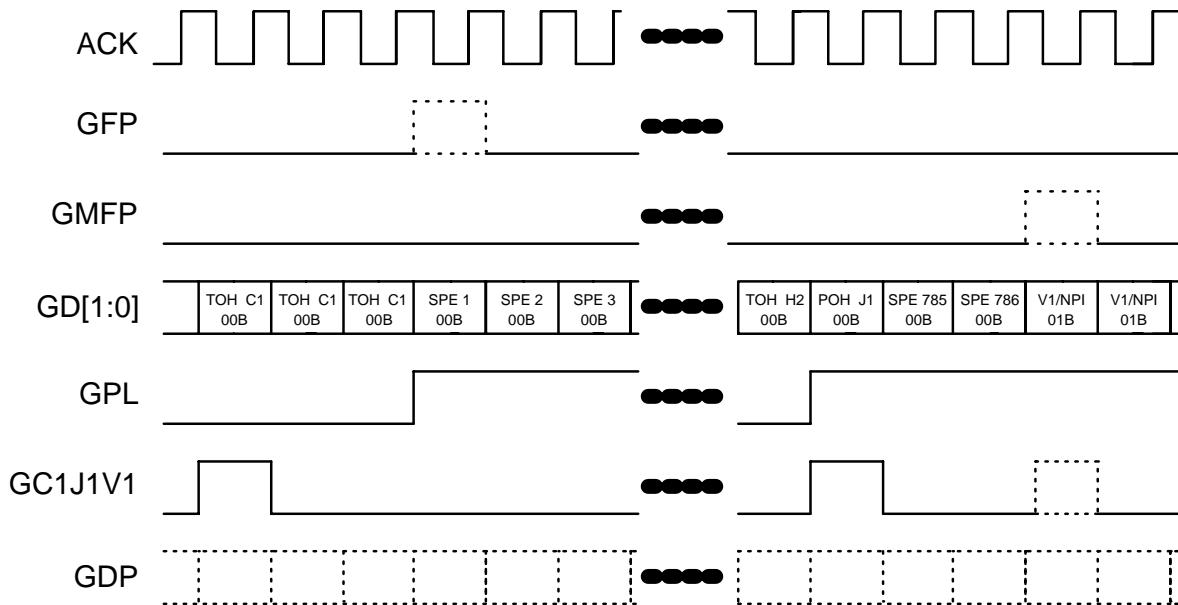 ACK
GFP
GMFP
GD[1:0]
TOH C1 TOH C1 TOH C1 SPE 1 SPE 2 SPE 3 TOH H2 POH J1 SPE 785 SPE 786 V1/NPI V1/NPI
00B 00B 00B 00B 00B 00B 00B 00B 00B 00B 01B 01B
GPL
GC1J1V1
GDP